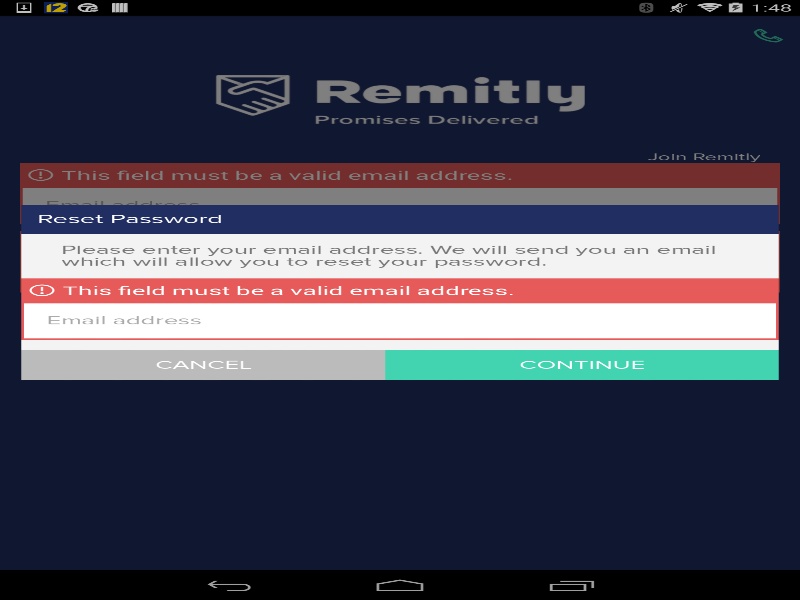 12
1:48
Remitly
Promises Delivered
Join Remitly
This field must be a valid email address.
Email address
Reset Password
Please enter your email address. We will send you an email
which will allow you to reset your password.
This field must be a valid email address.
Email address
CANCEL
CONTINUE